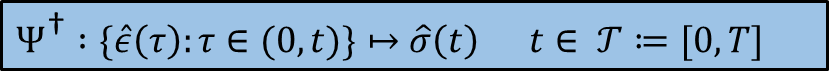 Ψ† : {ϵ̂(τ): τ ∈ (0, t)} ↦ σ̂(t)  t ∈ 𝒯 ≔ [0, T]